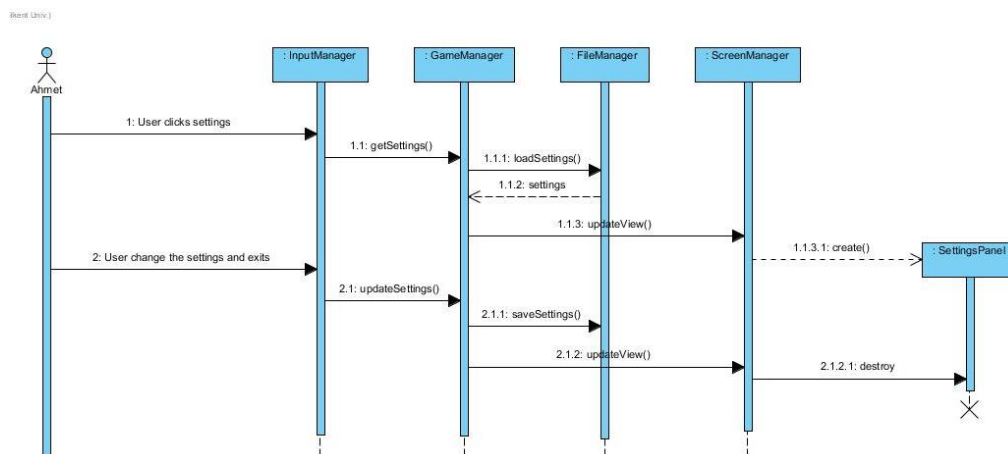 ilkent Univ.)
: InputManager
: GameManager
: FileManager
: ScreenManager
Ahmet
1: User clicks settings
1.1: getSettings()
1.1.1: loadSettings()
1.1.2: settings
1.1.3: updateView()
1.1.3.1: create()
: SettingsPanel
2: User change the settings and exits
2.1: updateSettings()
2.1.1: saveSettings()
2.1.2: updateView()
2.1.2.1: destroy